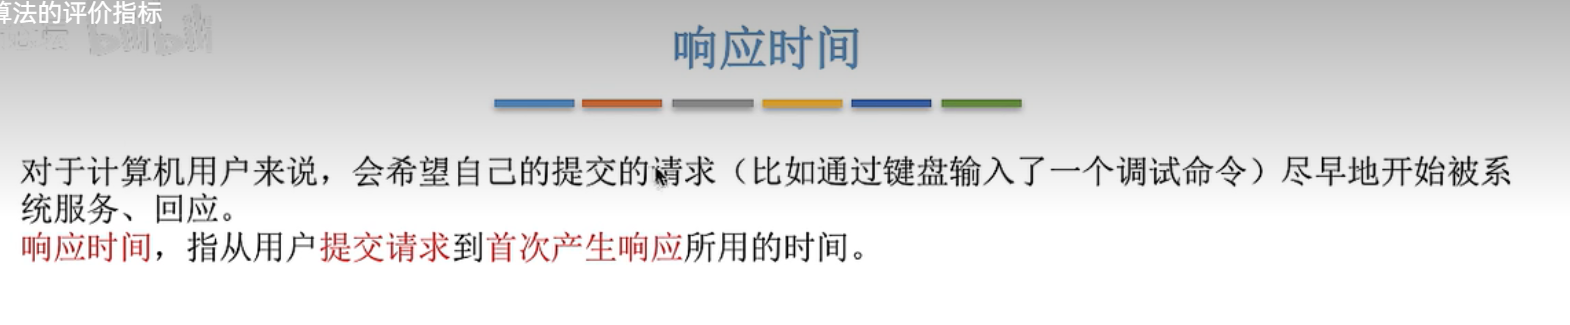 算法的评价指标
bilibili
响应时间
对于计算机用户来说，会希望自己的提交的请求（比如通过键盘输入了一个调试命令）尽早地开始被系
统服务、回应。
响应时间，指从用户提交请求到首次产生响应所用的时间。